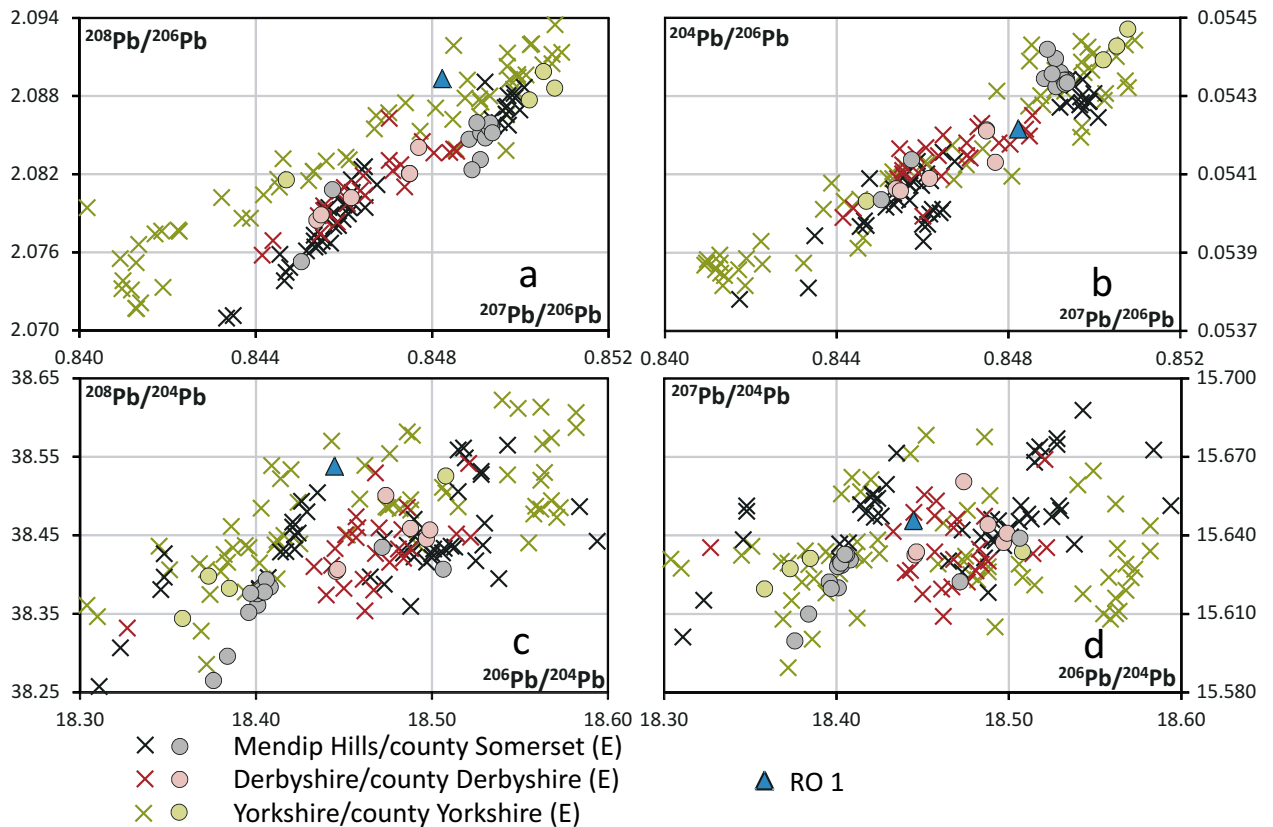 2.094
2.088
2.082
2.076
2.070
²⁰⁸Pb/²⁰⁶Pb
a
²⁰⁷Pb/²⁰⁶Pb
0.840
0.844
0.848
0.852
²⁰⁴Pb/²⁰⁶Pb
b
²⁰⁷Pb/²⁰⁶Pb
0.0545
0.0543
0.0541
0.0539
0.0537
0.840
0.844
0.848
0.852
38.65
38.55
38.45
38.35
38.25
²⁰⁸Pb/²⁰⁴Pb
c
²⁰⁶Pb/²⁰⁴Pb
18.30
18.40
18.50
18.60
²⁰⁷Pb/²⁰⁴Pb
d
²⁰⁶Pb/²⁰⁴Pb
15.700
15.670
15.640
15.610
15.580
18.30
18.40
18.50
18.60
Mendip Hills/county Somerset (E)
Derbyshire/county Derbyshire (E)
Yorkshire/county Yorkshire (E)
RO 1